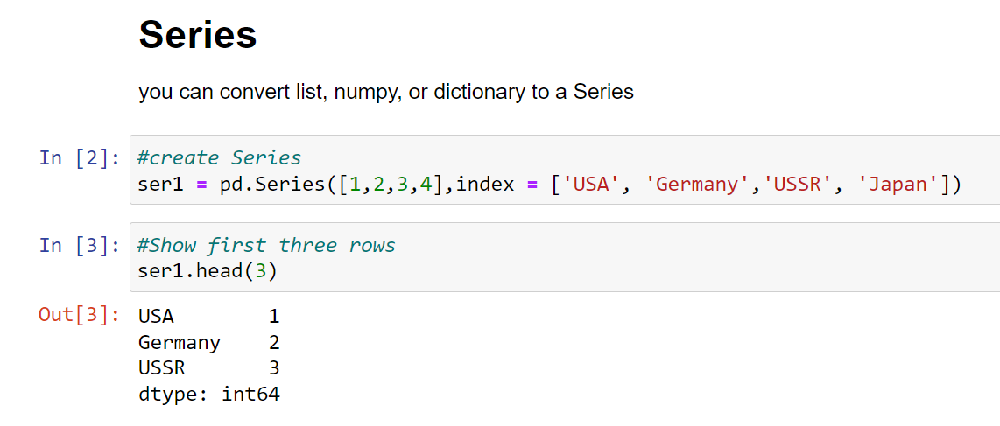 Series
you can convert list, numpy, or dictionary to a Series
In [2]: #create Series
ser1 = pd.Series([1,2,3,4],index = ['USA', 'Germany','USSR', 'Japan'])
In [3]: #Show first three rows
ser1.head(3)
Out[3]: USA 1
Germany 2
USSR 3
dtype: int64